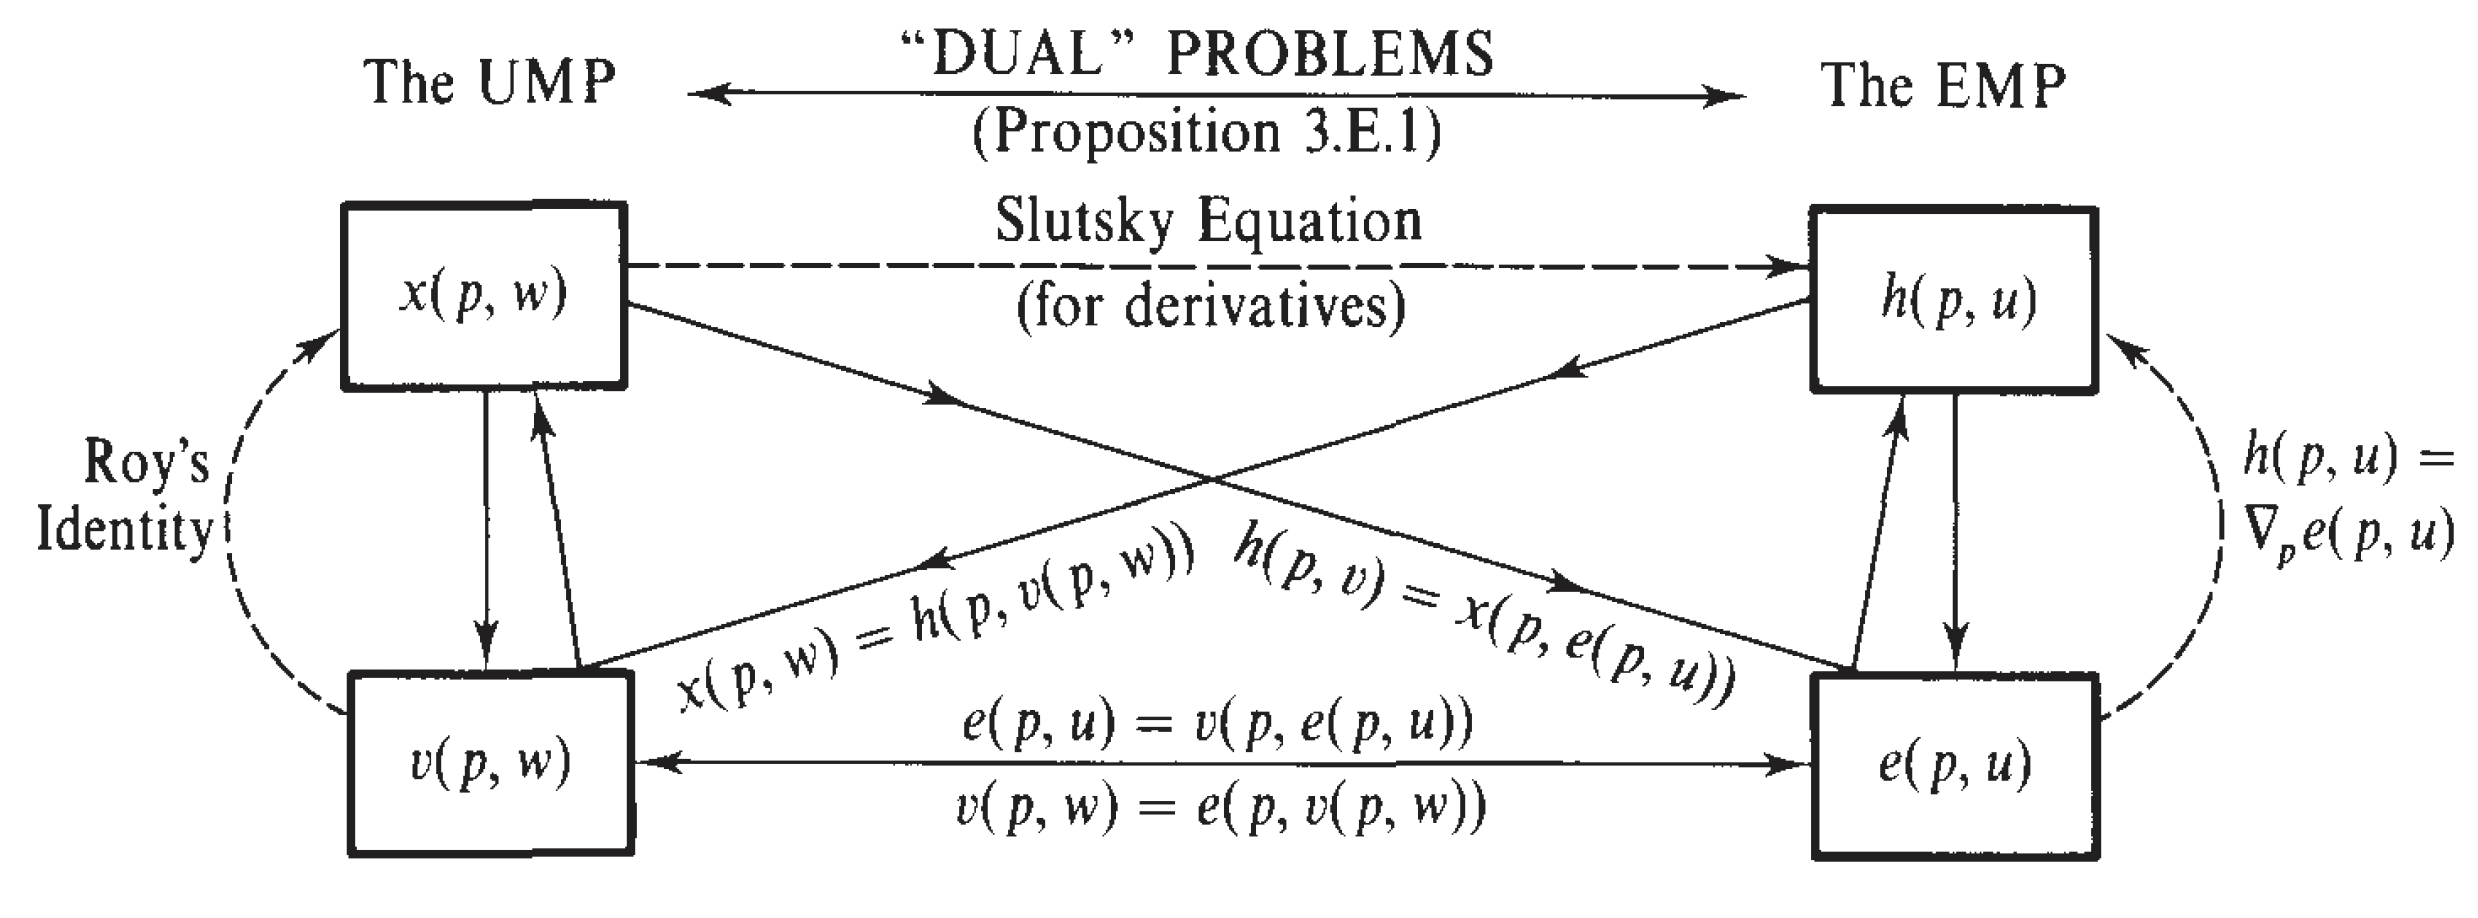 The UMP
“DUAL” PROBLEMS
The EMP
(Proposition 3.E.1)
x(p, w)
Slutsky Equation
(for derivatives)
h(p, u)
Roy’s
Identity
h(p, u) =
∇ₚe(p, u)
x(p, w) = h(p, v(p, w))
h(p, v) = x(p, e(p, u))
v(p, w)
e(p, u) = v(p, e(p, u))
v(p, w) = e(p, v(p, w))
e(p, u)